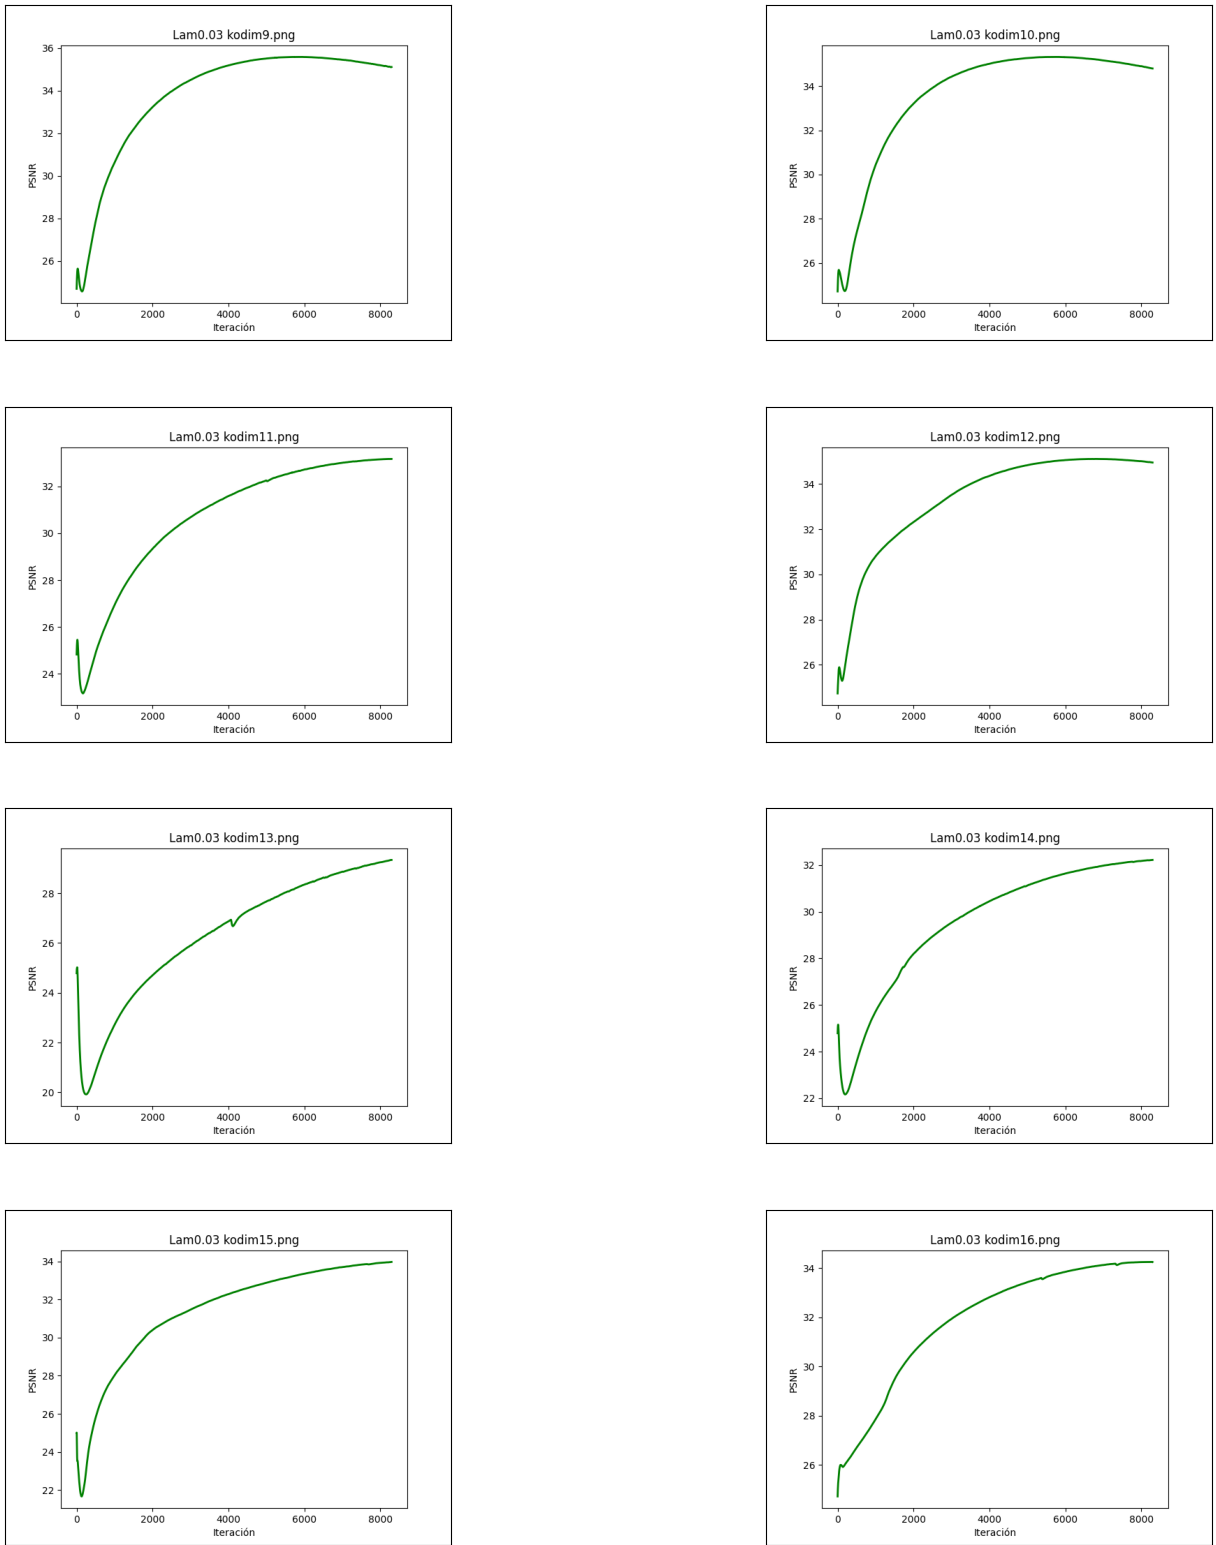 Lam0.03 kodim9.png
36
34
32
30
28
26
PSNR
0 2000 4000 6000 8000
Iteración
Lam0.03 kodim10.png
34
32
30
28
26
PSNR
0 2000 4000 6000 8000
Iteración
Lam0.03 kodim11.png
32
30
28
26
24
PSNR
0 2000 4000 6000 8000
Iteración
Lam0.03 kodim12.png
34
32
30
28
26
PSNR
0 2000 4000 6000 8000
Iteración
Lam0.03 kodim13.png
28
26
24
22
20
PSNR
0 2000 4000 6000 8000
Iteración
Lam0.03 kodim14.png
32
30
28
26
24
22
PSNR
0 2000 4000 6000 8000
Iteración
Lam0.03 kodim15.png
34
32
30
28
26
24
22
PSNR
0 2000 4000 6000 8000
Iteración
Lam0.03 kodim16.png
34
32
30
28
26
PSNR
0 2000 4000 6000 8000
Iteración